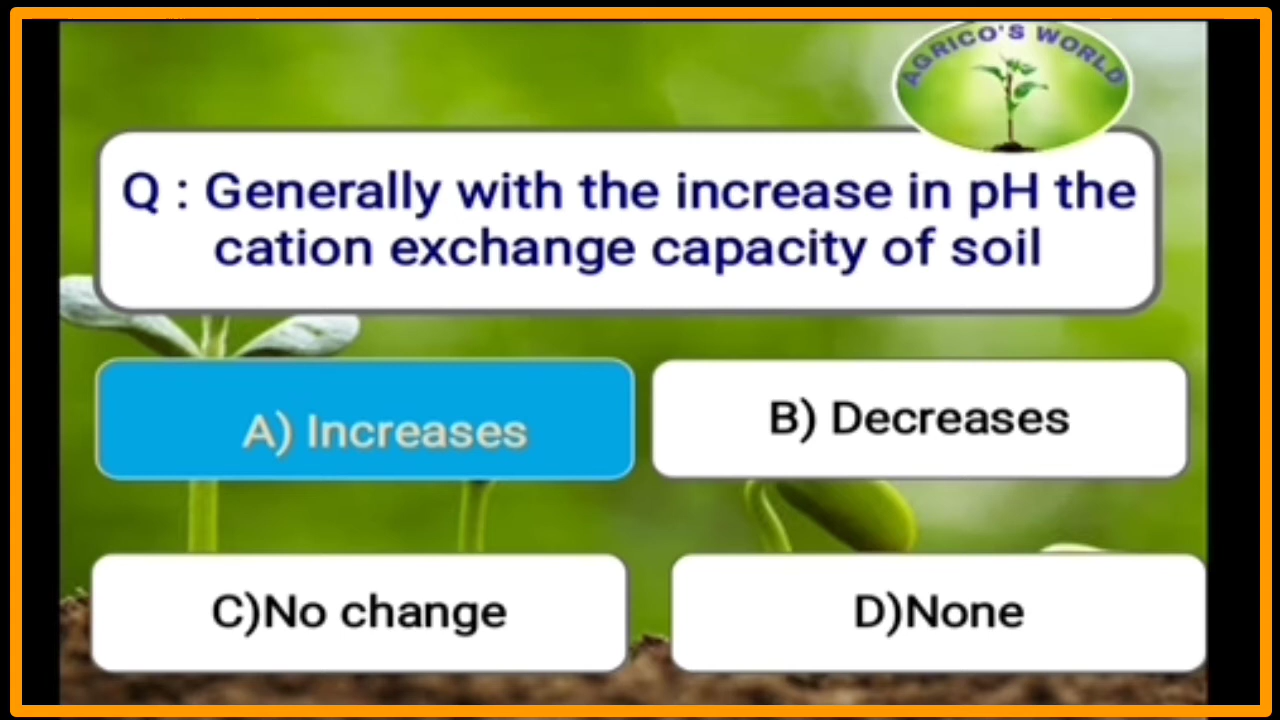 AGRICO'S WORLD
Q : Generally with the increase in pH the
cation exchange capacity of soil
A) Increases
B) Decreases
C)No change
D)None